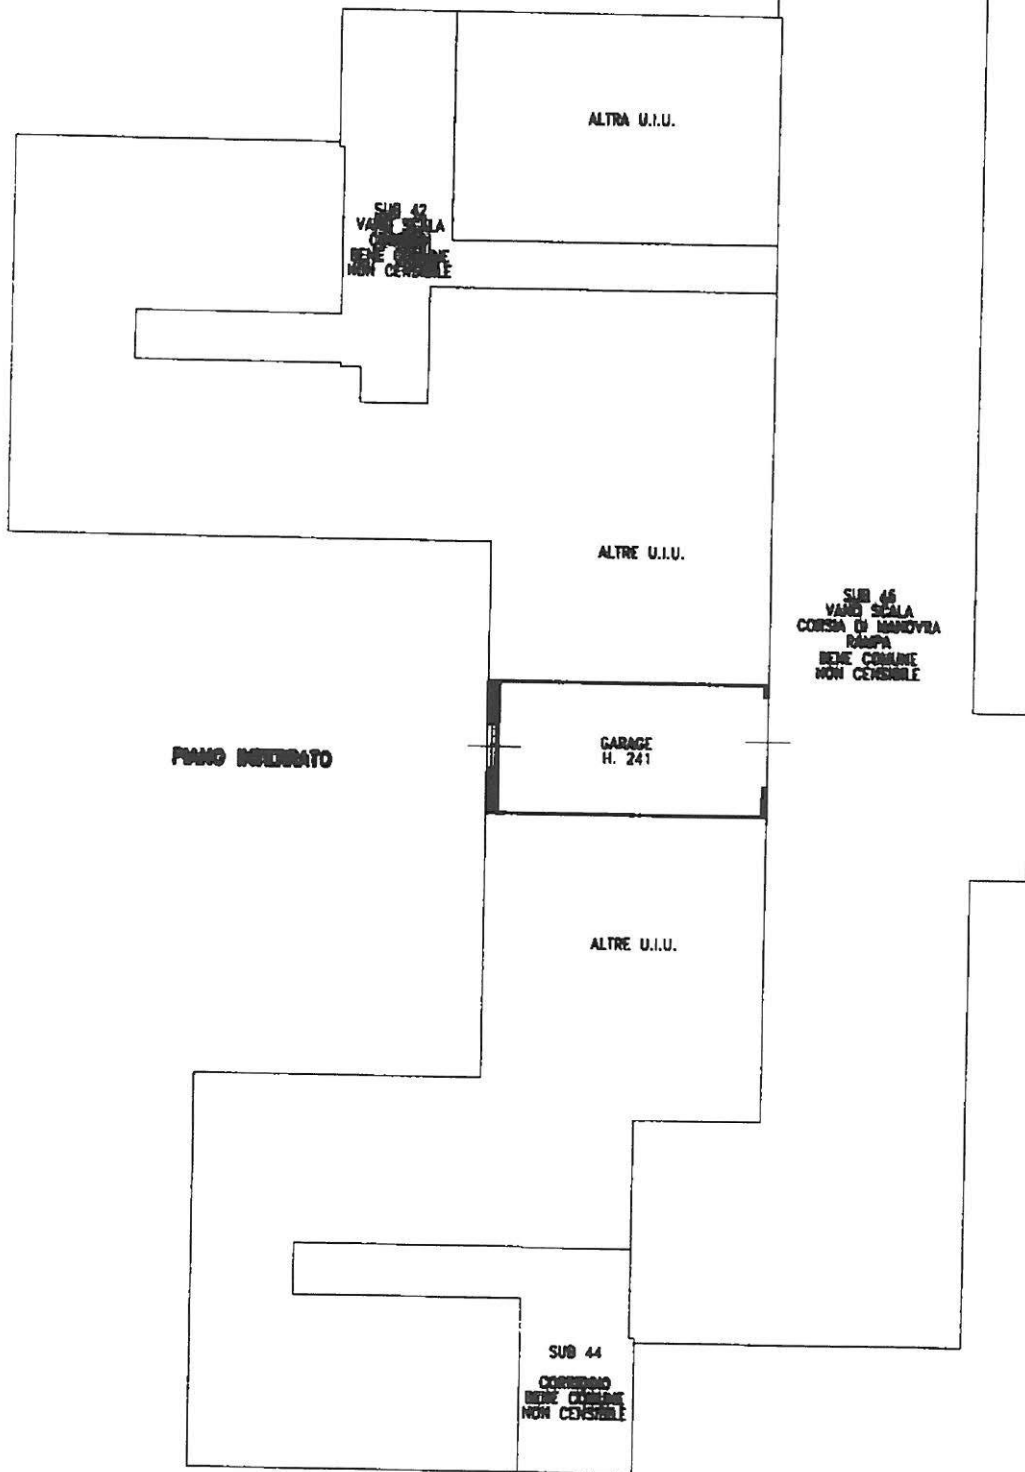 ALTRA U.I.U.
SUB 42
VANO SCALA
BENE COMUNE
NON CENSIBILE
ALTRE U.I.U.
SUB 46
VANO SCALA
CORSIA DI MANOVRA
RAMPA
BENE COMUNE
NON CENSIBILE
GARAGE
H. 241
PIANO INTERRATO
ALTRE U.I.U.
SUB 44
CORRIDOIO
BENE COMUNE
NON CENSIBILE